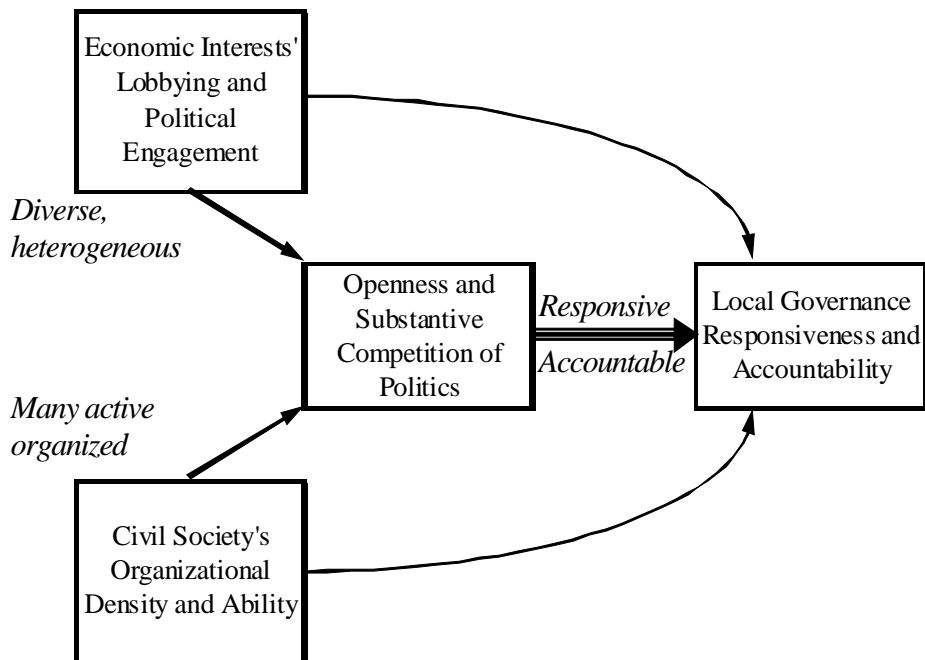 Economic Interests'
Lobbying and
Political
Engagement
Diverse,
heterogeneous
Openness and
Substantive
Competition of
Politics
Responsive
Accountable
Local Governance
Responsiveness and
Accountability
Many active
organized
Civil Society's
Organizational
Density and Ability